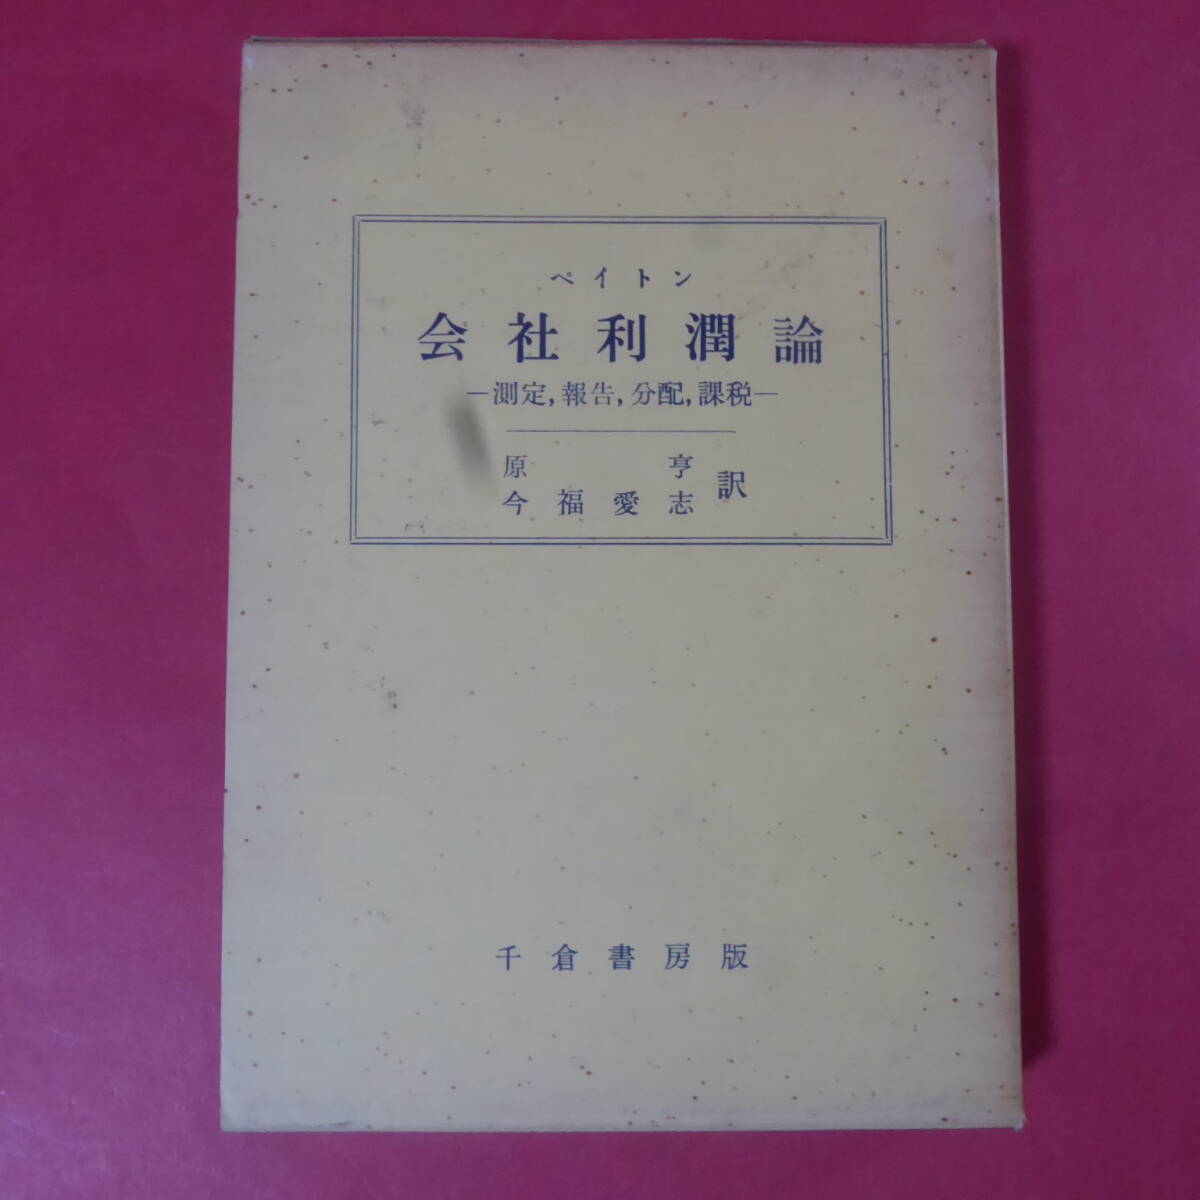 ペイトン
会社利潤論
―測定,報告,分配,課税―
原亨
今福愛志 訳
千倉書房版